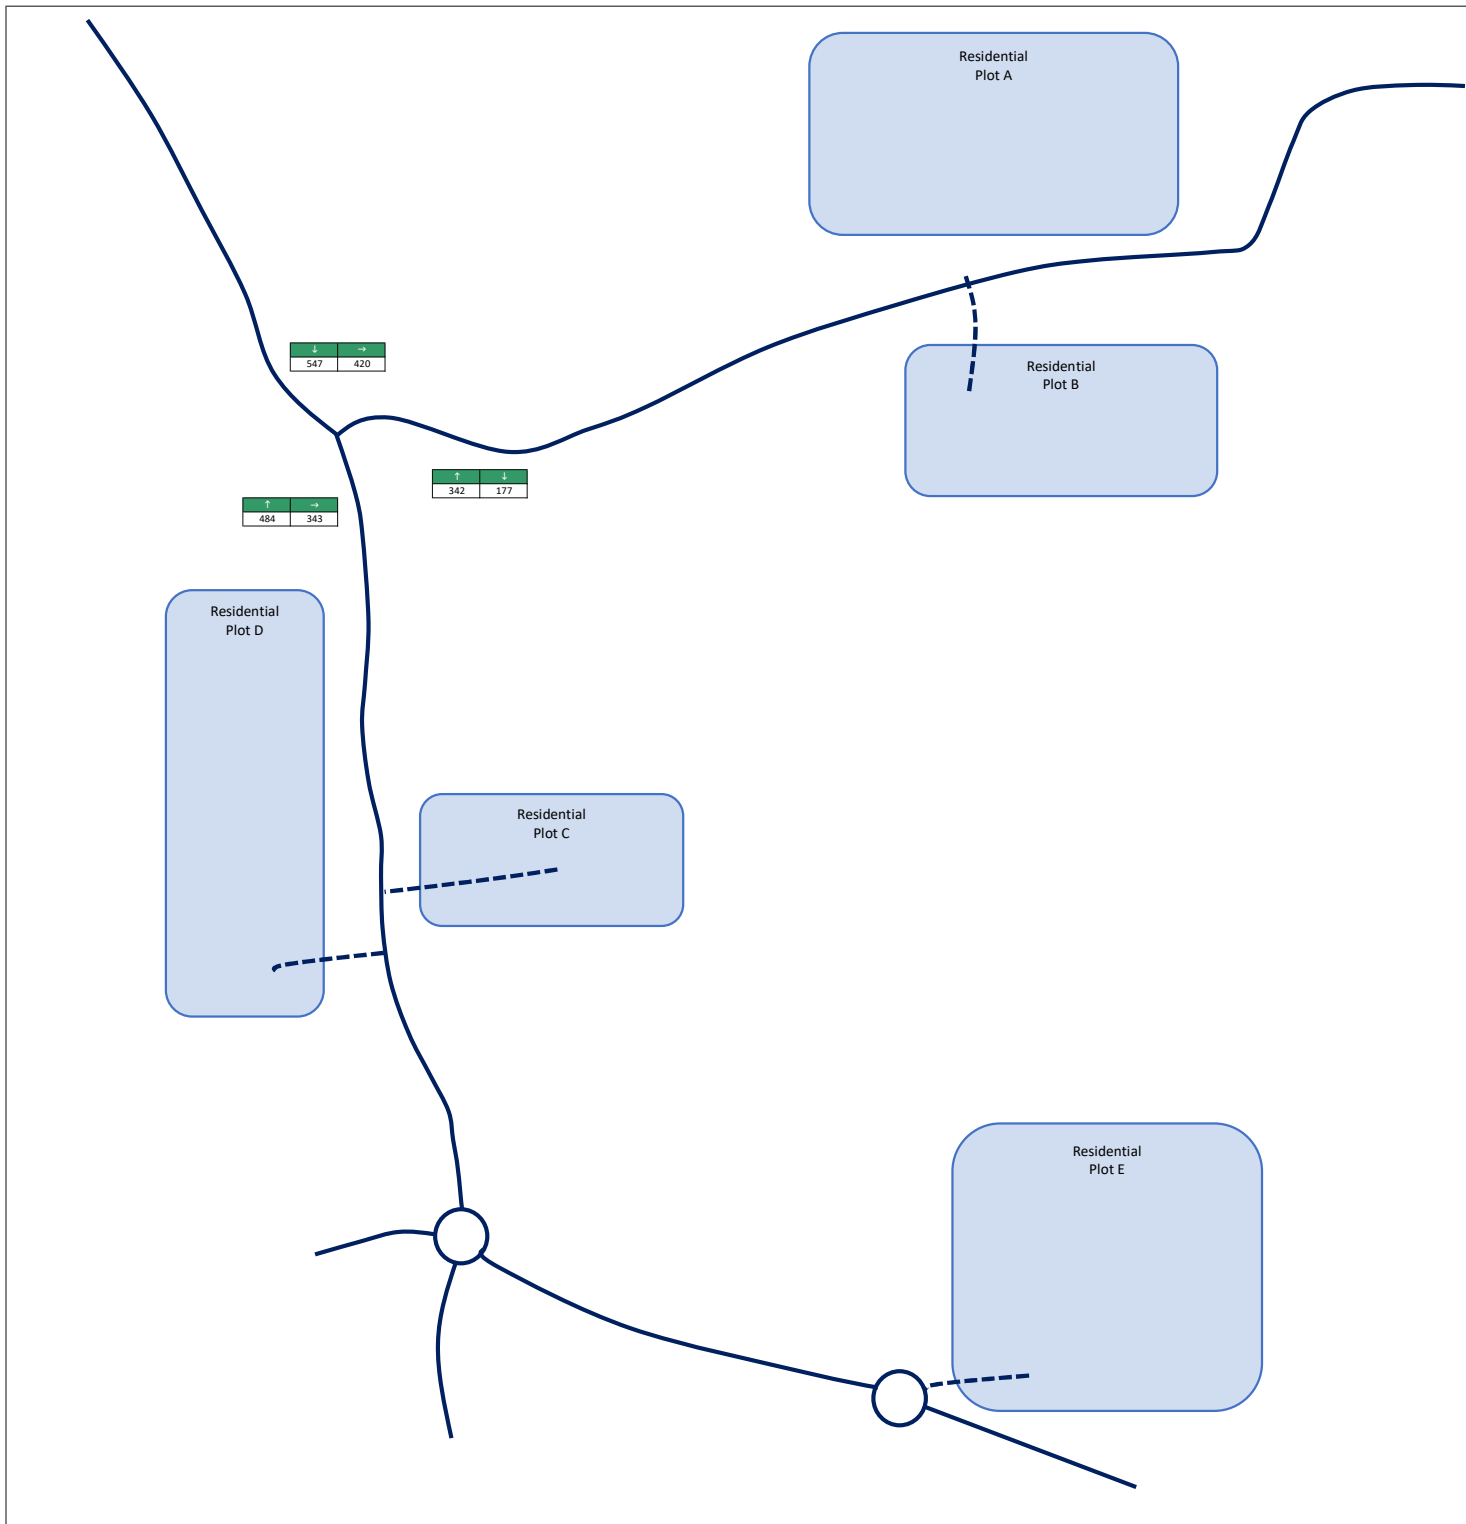 Residential
Plot A
↓ →
547 420
Residential
Plot B
↑ ↓
342 177
↑ →
484 343
Residential
Plot D
Residential
Plot C
Residential
Plot E